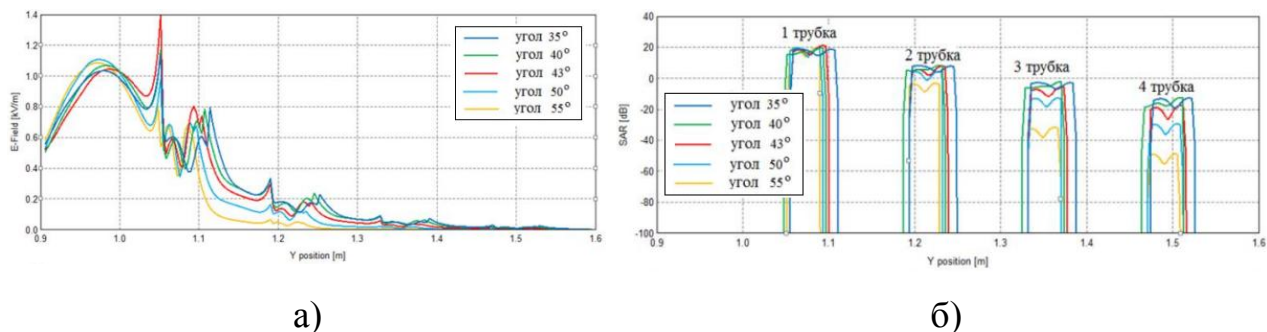 1.4
1.2
1.0
0.8
0.6
0.4
0.2
0.0
E-Field [kV/m]
0.9 1.0 1.1 1.2 1.3 1.4 1.5 1.6
Y position [m]
угол 35°
угол 40°
угол 43°
угол 50°
угол 55°
а)
40
20
0
-20
-40
-60
-80
-100
SAR [dB]
0.9 1.0 1.1 1.2 1.3 1.4 1.5 1.6
Y position [m]
1 трубка
2 трубка
3 трубка
4 трубка
угол 35°
угол 40°
угол 43°
угол 50°
угол 55°
б)